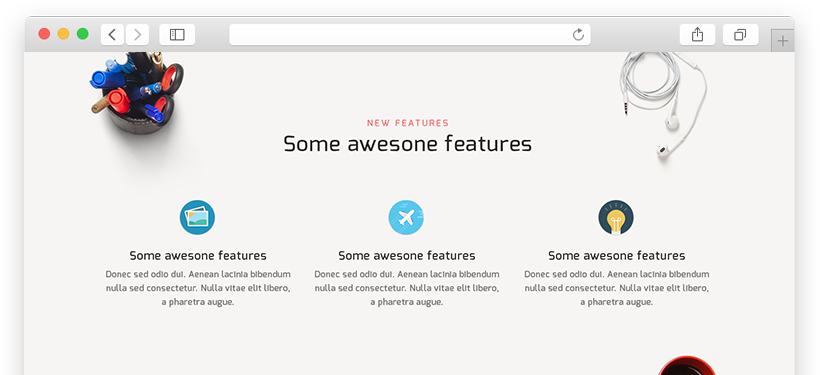 NEW FEATURES
Some awesone features
Some awesone features
Donec sed odio dui. Aenean lacinia bibendum
nulla sed consectetur. Nulla vitae elit libero,
a pharetra augue.
Some awesone features
Donec sed odio dui. Aenean lacinia bibendum
nulla sed consectetur. Nulla vitae elit libero,
a pharetra augue.
Some awesone features
Donec sed odio dui. Aenean lacinia bibendum
nulla sed consectetur. Nulla vitae elit libero,
a pharetra augue.